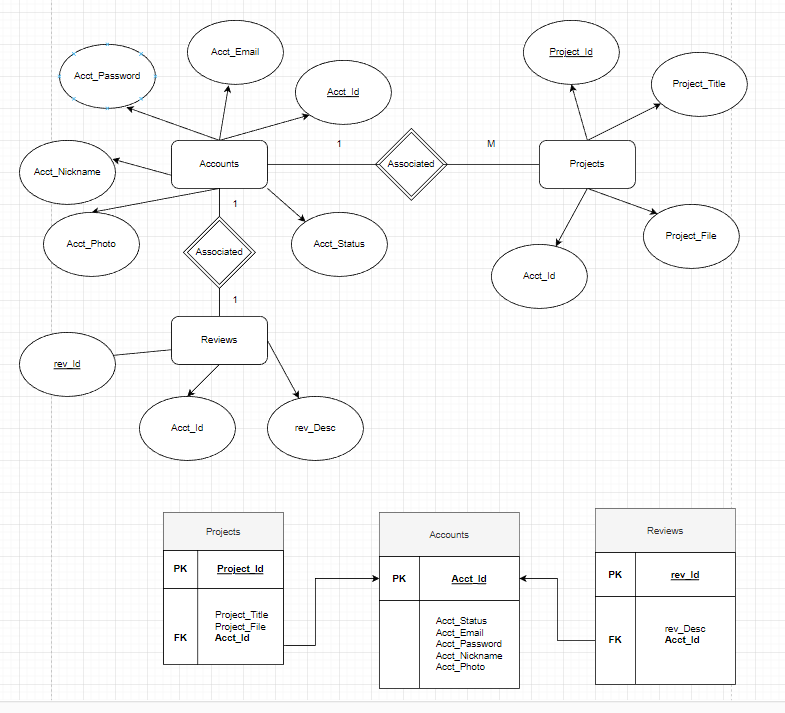 Acct_Email
Project_Id
Acct_Password
Project_Title
Acct_Id
1
M
Accounts
Associated
Projects
Acct_Nickname
1
Acct_Photo
Acct_Status
Project_File
Associated
Acct_Id
1
Reviews
rev_Id
Acct_Id
rev_Desc
Projects
PK
Project_Id
Project_Title
Project_File
FK
Acct_Id
Accounts
PK
Acct_Id
Acct_Status
Acct_Email
Acct_Password
Acct_Nickname
Acct_Photo
Reviews
PK
rev_Id
rev_Desc
FK
Acct_Id